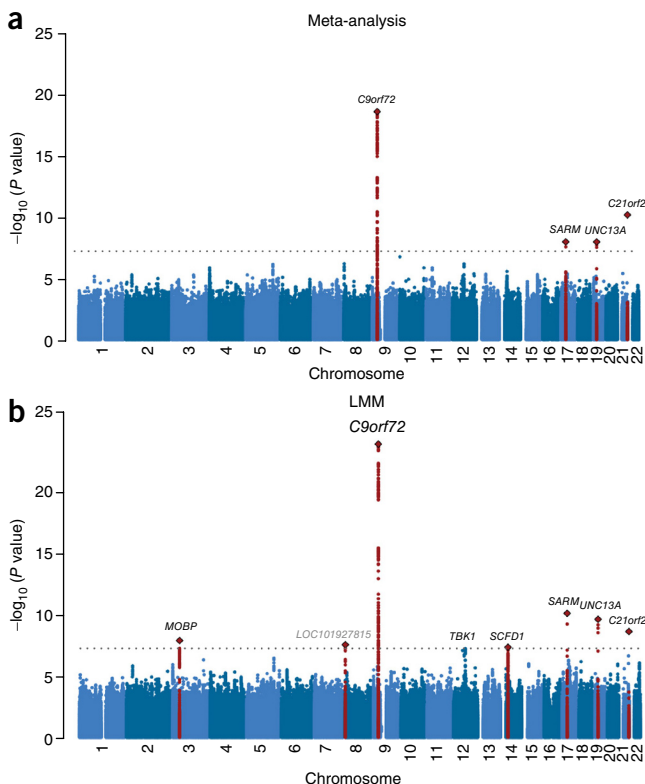 a
Meta-analysis
25
20
15
10
5
0
–log10 (P value)
C9orf72
SARM UNC13A
C21orf2
1 2 3 4 5 6 7 8 9 10 11 12 13 14 15 16 17 18 19 20 21 22
Chromosome
b
LMM
25
20
15
10
5
0
–log10 (P value)
C9orf72
MOBP
LOC101927815
TBK1
SCFD1
SARM UNC13A
C21orf2
1 2 3 4 5 6 7 8 9 10 11 12 13 14 15 16 17 18 19 20 21 22
Chromosome